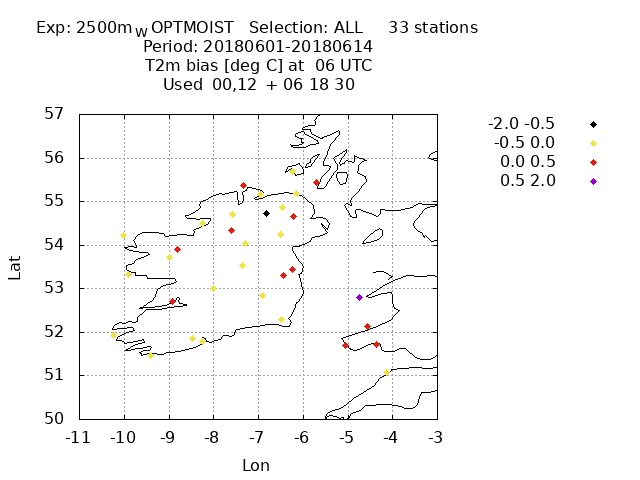 Exp: 2500m_W OPTMOIST Selection: ALL 33 stations
Period: 20180601-20180614
T2m bias [deg C] at 06 UTC
Used 00,12 + 06 18 30
-2.0 -0.5
-0.5 0.0
0.0 0.5
0.5 2.0
57
56
55
54
53
52
51
50
Lat
-11 -10 -9 -8 -7 -6 -5 -4 -3
Lon